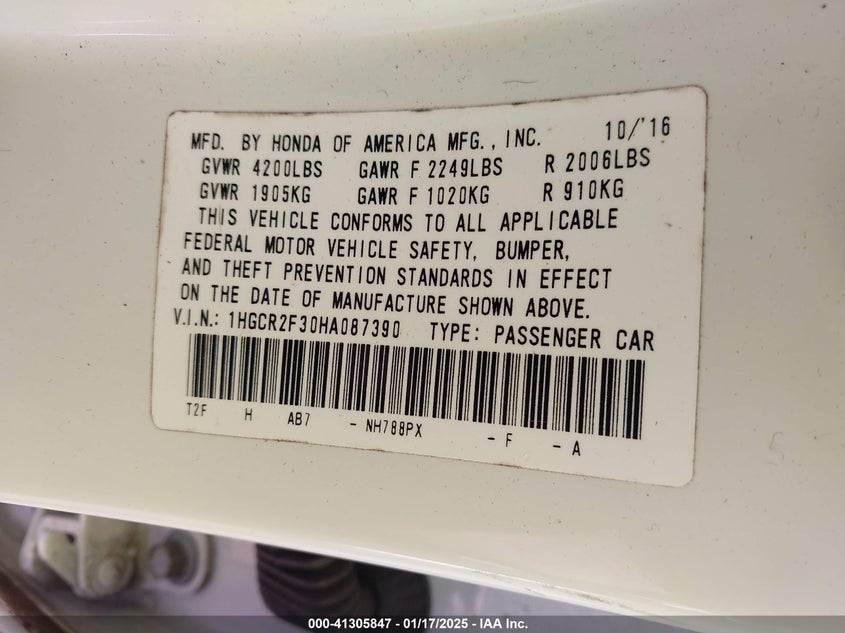 MFD. BY HONDA OF AMERICA MFG., INC. 10/'16
GVWR 4200LBS GAWR F 2249LBS R 2006LBS
GVWR 1905KG GAWR F 1020KG R 910KG
THIS VEHICLE CONFORMS TO ALL APPLICABLE
FEDERAL MOTOR VEHICLE SAFETY, BUMPER,
AND THEFT PREVENTION STANDARDS IN EFFECT
ON THE DATE OF MANUFACTURE SHOWN ABOVE.
V.I.N.: 1HGCR2F30HA087390 TYPE: PASSENGER CAR
T2F H AB7 - NH788PX - F - A
000-41305847 — 01/17/2025 — IAA Inc.